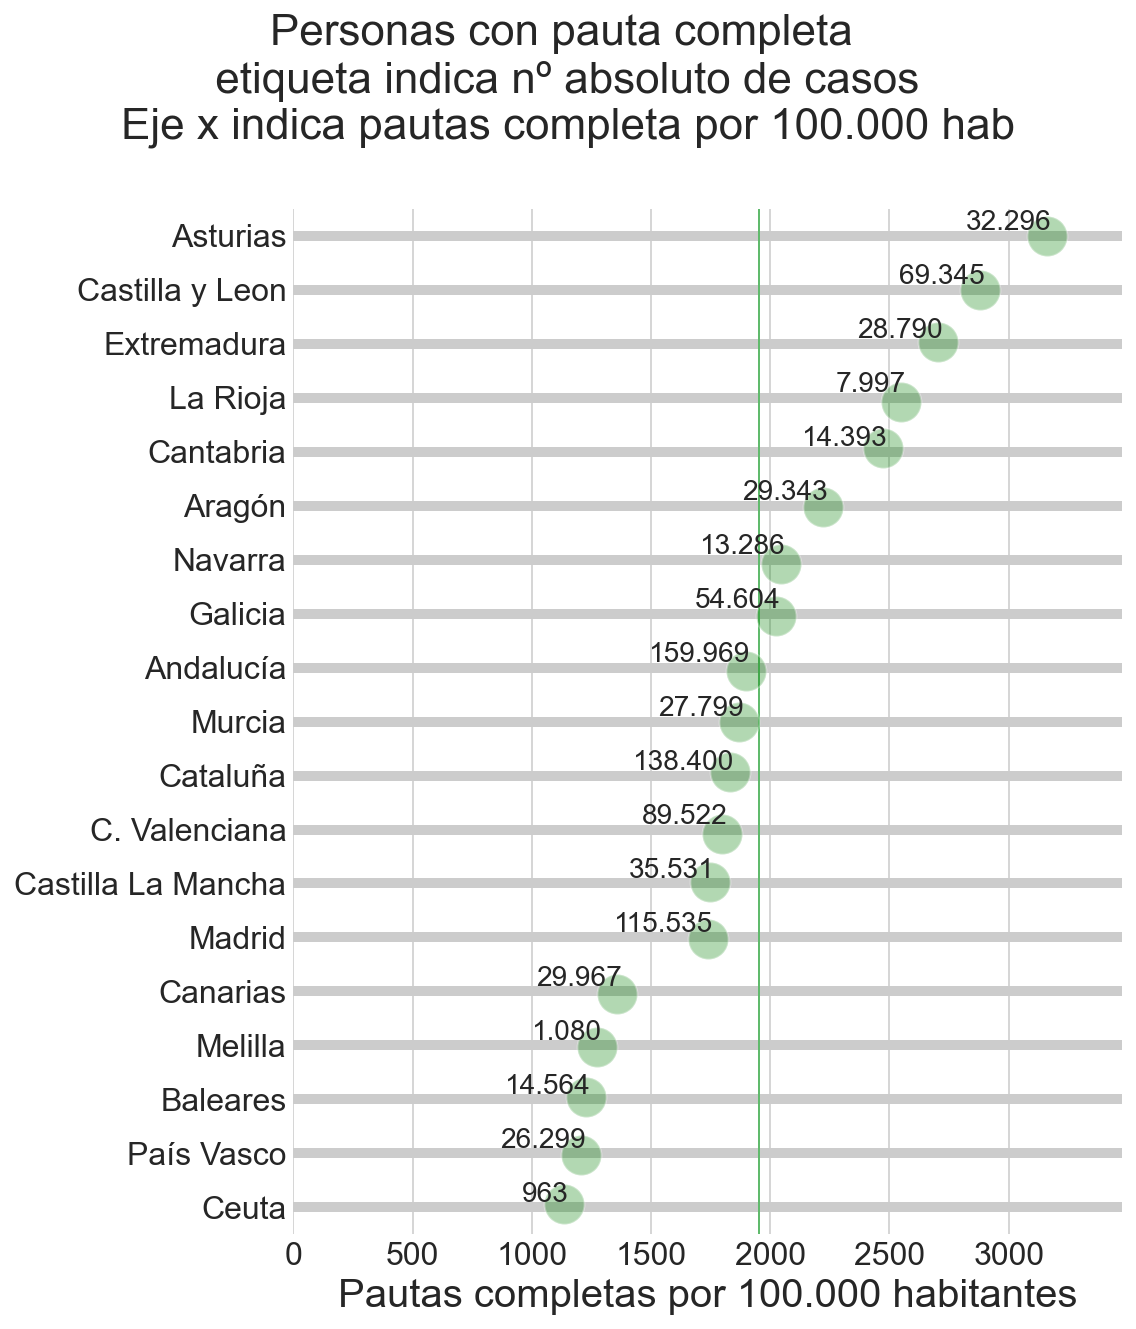 Personas con pauta completa
etiqueta indica nº absoluto de casos
Eje x indica pautas completa por 100.000 hab
Asturias 32.296
Castilla y Leon 69.345
Extremadura 28.790
La Rioja 7.997
Cantabria 14.393
Aragón 29.343
Navarra 13.286
Galicia 54.604
Andalucía 159.969
Murcia 27.799
Cataluña 138.400
C. Valenciana 89.522
Castilla La Mancha 35.531
Madrid 115.535
Canarias 29.967
Melilla 1.080
Baleares 14.564
País Vasco 26.299
Ceuta 963
0 500 1000 1500 2000 2500 3000
Pautas completas por 100.000 habitantes